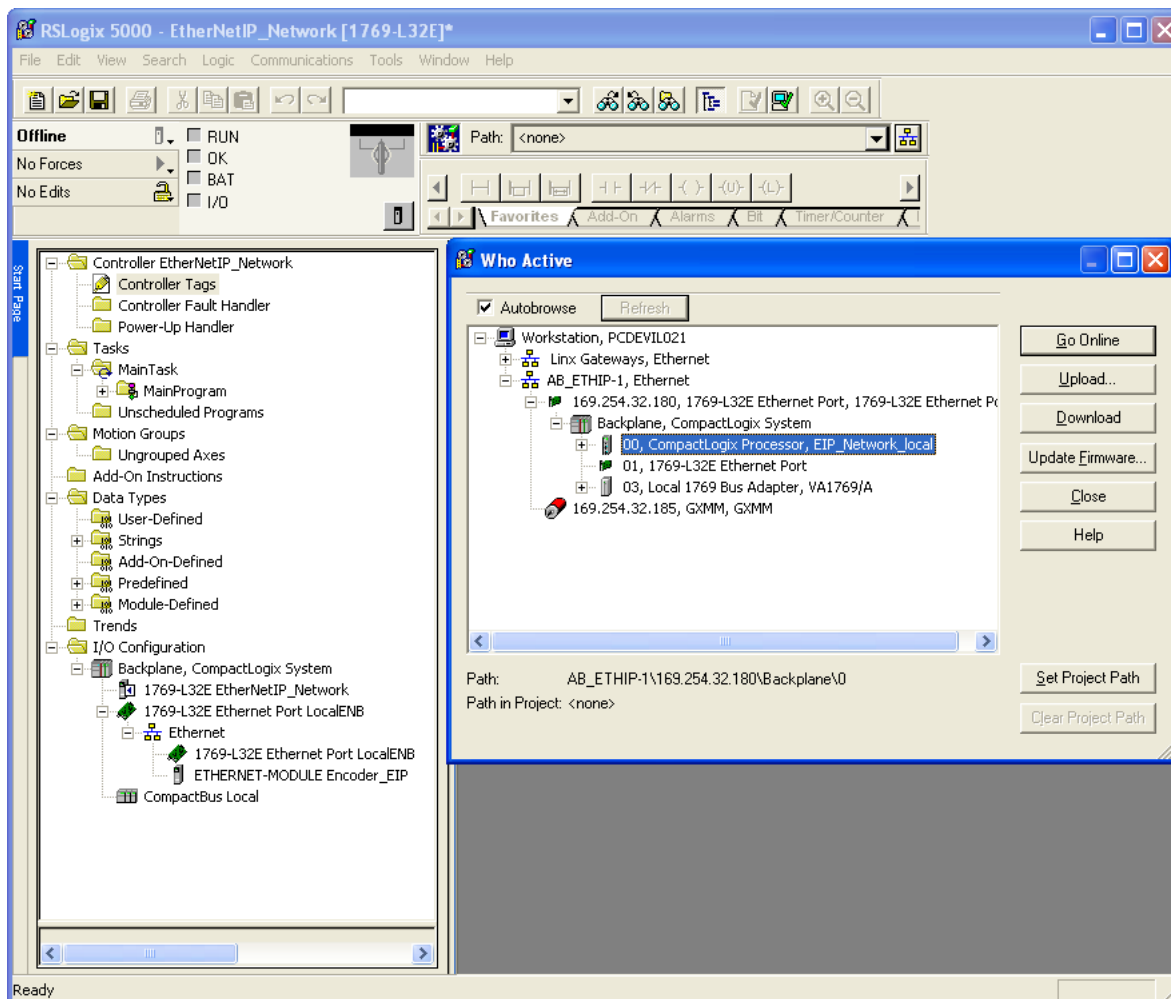 RSLogix 5000 - EtherNetIP_Network [1769-L32E]*
File Edit View Search Logic Communications Tools Window Help
Offline
RUN
Path: <none>
No Forces
OK
No Edits
BAT
I/O
Favorites Add-On Alarms Bit Timer/Counter
Start Page
Controller EtherNetIP_Network
Controller Tags
Controller Fault Handler
Power-Up Handler
Tasks
MainTask
MainProgram
Unscheduled Programs
Motion Groups
Ungrouped Axes
Add-On Instructions
Data Types
User-Defined
Strings
Add-On-Defined
Predefined
Module-Defined
Trends
I/O Configuration
Backplane, CompactLogix System
1769-L32E EtherNetIP_Network
1769-L32E Ethernet Port LocalENB
Ethernet
1769-L32E Ethernet Port LocalENB
ETHERNET-MODULE Encoder_EIP
CompactBus Local
Who Active
Autobrowse Refresh
Workstation, PCDEVIL021
Linx Gateways, Ethernet
AB_ETHIP-1, Ethernet
169.254.32.180, 1769-L32E Ethernet Port, 1769-L32E Ethernet
Backplane, CompactLogix System
00, CompactLogix Processor, EIP_Network_local
01, 1769-L32E Ethernet Port
03, Local 1769 Bus Adapter, VA1769/A
169.254.32.185, GXMM, GXMM
Go Online
Upload...
Download
Update Firmware...
Close
Help
Path: AB_ETHIP-1\169.254.32.180\Backplane\0
Path in Project: <none>
Set Project Path
Clear Project Path
Ready